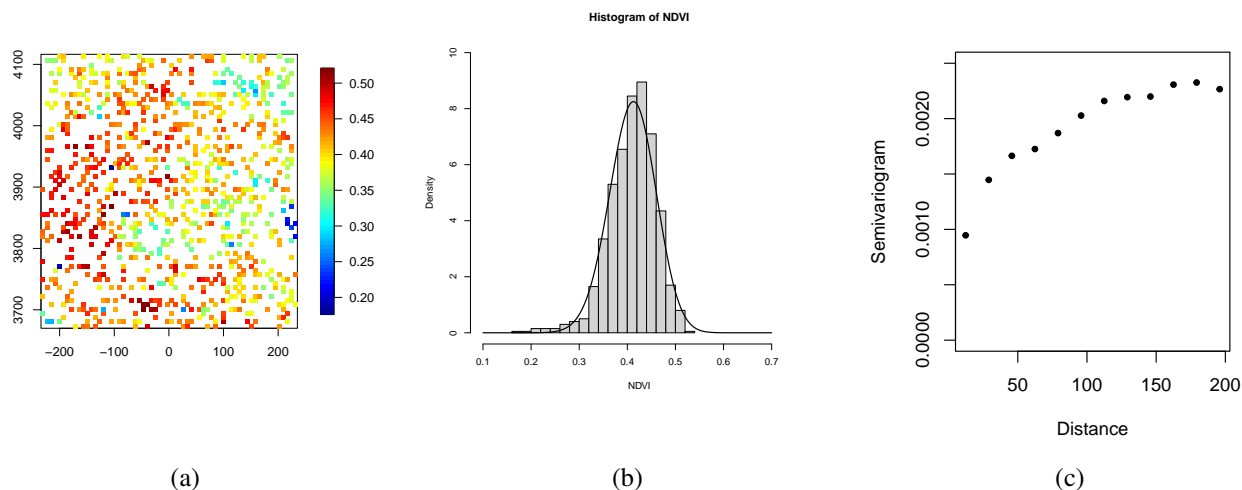 3700 3800 3900 4000 4100
−200 −100 0 100 200
0.50
0.45
0.40
0.35
0.30
0.25
0.20
(a)
Histogram of NDVI
Density
0 2 4 6 8 10
0.1 0.2 0.3 0.4 0.5 0.6 0.7
NDVI
(b)
Semivariogram
0.0000 0.0010 0.0020
50 100 150 200
Distance
(c)